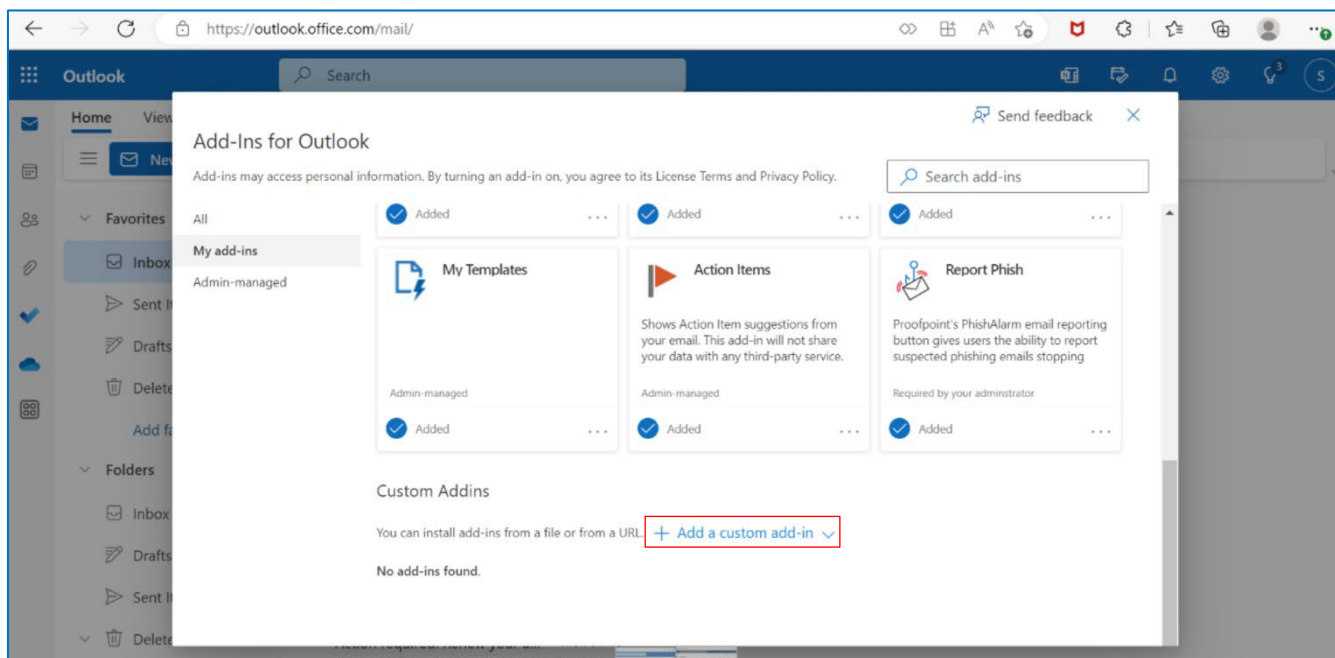 https://outlook.office.com/mail/
Outlook
Search
3
S
Home View
New
Send feedback
Add-Ins for Outlook
Add-ins may access personal information. By turning an add-in on, you agree to its License Terms and Privacy Policy.
Search add-ins
All
My add-ins
Admin-managed
Added ...
Added ...
Added ...
My Templates
Admin-managed
Added ...
Action Items
Shows Action Item suggestions from
your email. This add-in will not share
your data with any third-party service.
Admin-managed
Added ...
Report Phish
Proofpoint's PhishAlarm email reporting
button gives users the ability to report
suspected phishing emails stopping
Required by your adminstrator
Added ...
Custom Addins
You can install add-ins from a file or from a URL. + Add a custom add-in
No add-ins found.
Favorites
Inbox
Sent It
Drafts
Delete
Add fa
Folders
Inbox
Drafts
Sent It
Delete